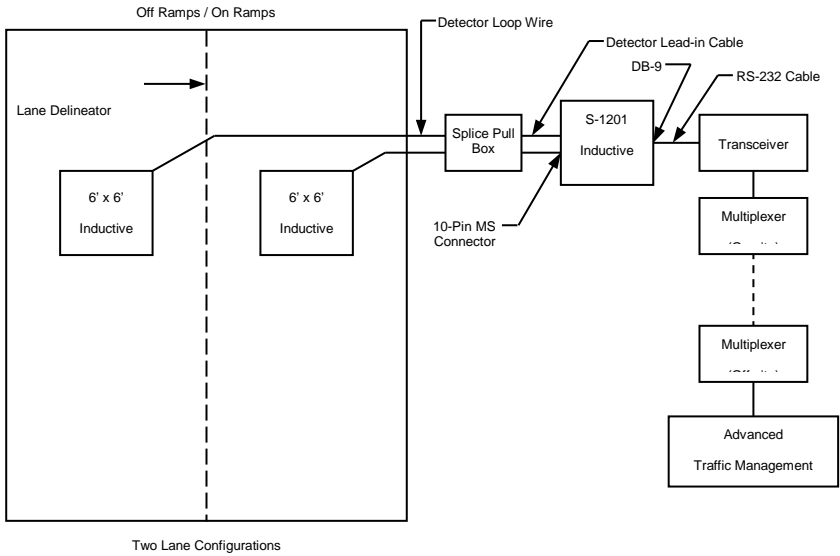 Off Ramps / On Ramps
Detector Loop Wire
Detector Lead-in Cable
DB-9
RS-232 Cable
Lane Delineator
Splice Pull
Box
S-1201
Inductive
Transceiver
6' x 6'
Inductive
6' x 6'
Inductive
10-Pin MS
Connector
Multiplexer
Multiplexer
Advanced
Traffic Management
Two Lane Configurations